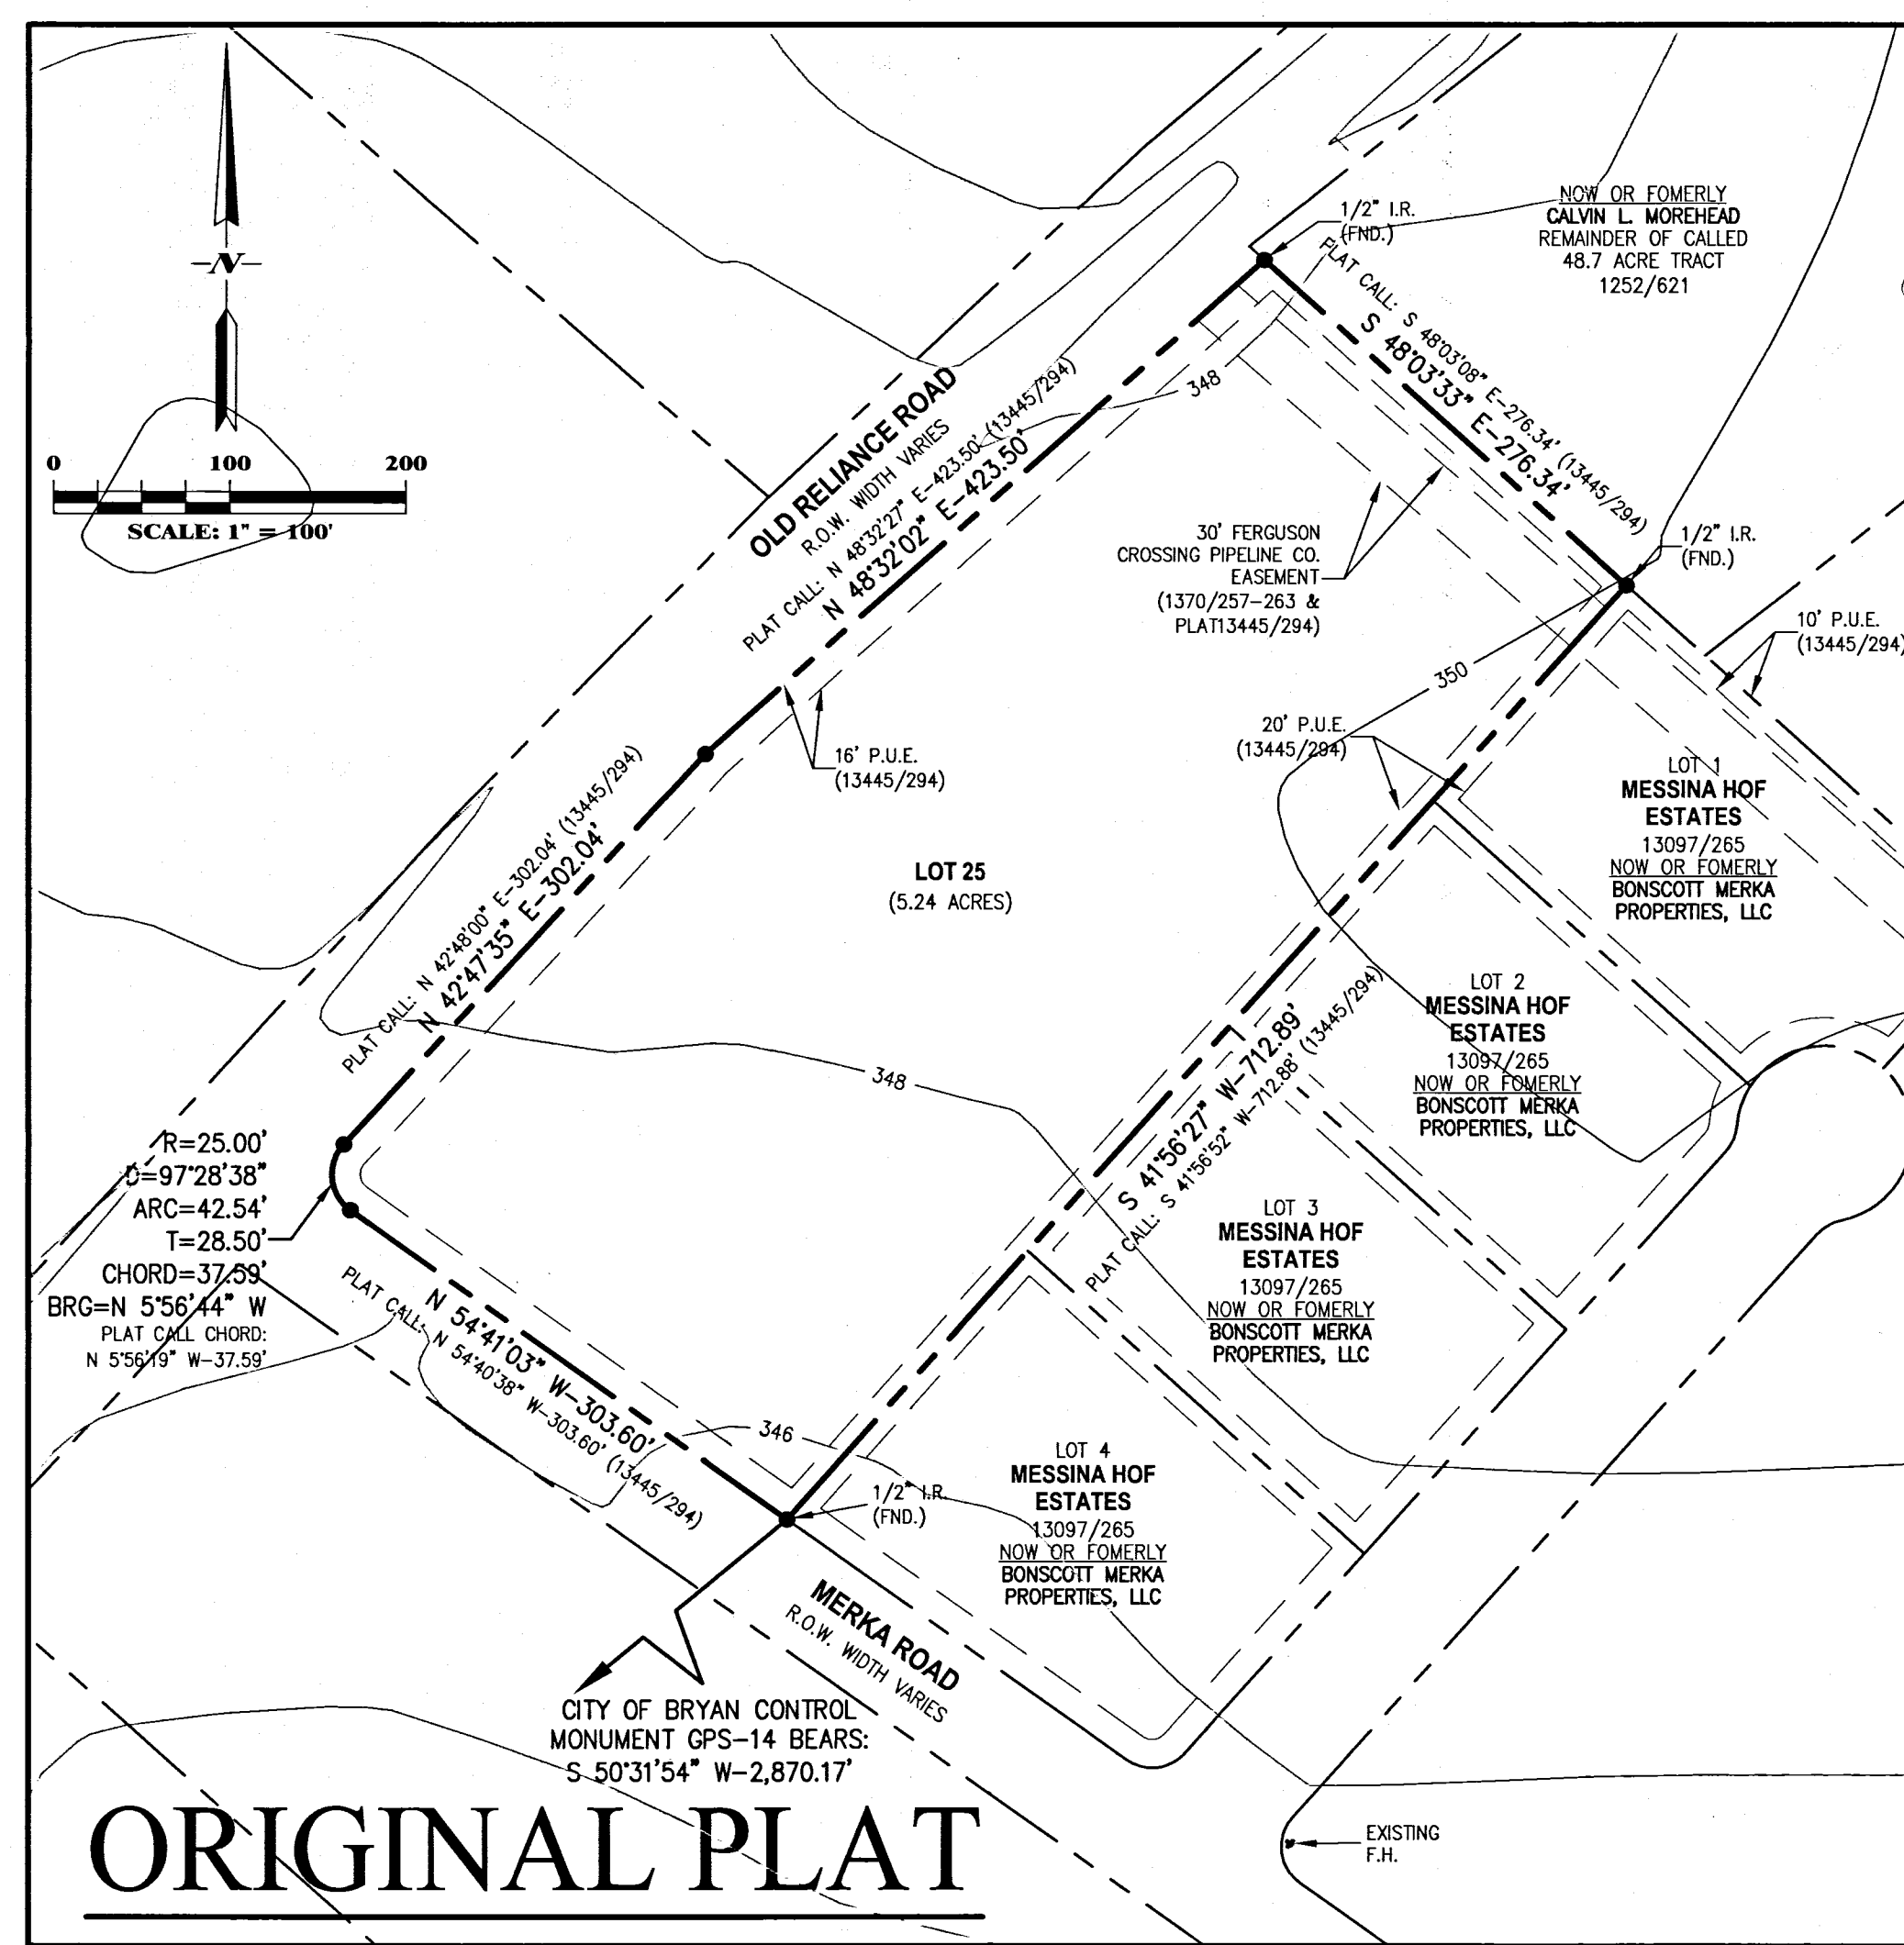 -N-
0 100 200
SCALE: 1" = 100'
1/2" I.R.
(FND.)
NOW OR FOMERLY
CALVIN L. MOREHEAD
REMAINDER OF CALLED
48.7 ACRE TRACT
1252/621
PLAT CALL: S 48°03'08" E-276.34' (13445/294)
S 48°03'33" E-276.34'
348
OLD RELIANCE ROAD
R.O.W. WIDTH VARIES
PLAT CALL: N 48°32'27" E-423.50' (13445/294)
N 48°32'02" E-423.50'
30' FERGUSON
CROSSING PIPELINE CO.
EASEMENT
(1370/257-263 &
PLAT13445/294)
1/2" I.R.
(FND.)
10' P.U.E.
(13445/294)
350
20' P.U.E.
(13445/294)
16' P.U.E.
(13445/294)
LOT 1
MESSINA HOF
ESTATES
13097/265
NOW OR FOMERLY
BONSCOTT MERKA
PROPERTIES, LLC
LOT 25
(5.24 ACRES)
PLAT CALL: N 42°48'00" E-302.04' (13445/294)
N 42°47'35" E-302.04'
LOT 2
MESSINA HOF
ESTATES
13097/265
NOW OR FOMERLY
BONSCOTT MERKA
PROPERTIES, LLC
348
S 41°56'27" W-712.89'
PLAT CALL: S 41°56'52" W-712.88' (13445/294)
R=25.00'
D=97°28'38"
ARC=42.54'
T=28.50'
CHORD=37.59'
BRG=N 5°56'44" W
PLAT CALL CHORD:
N 5°56'19" W-37.59'
LOT 3
MESSINA HOF
ESTATES
13097/265
NOW OR FOMERLY
BONSCOTT MERKA
PROPERTIES, LLC
N 54°41'03" W-303.60'
PLAT CALL: N 54°40'38" W-303.60' (13445/294)
346
1/2" I.R.
(FND.)
LOT 4
MESSINA HOF
ESTATES
13097/265
NOW OR FOMERLY
BONSCOTT MERKA
PROPERTIES, LLC
MERKA ROAD
R.O.W. WIDTH VARIES
CITY OF BRYAN CONTROL
MONUMENT GPS-14 BEARS:
S 50°31'54" W-2,870.17'
ORIGINAL PLAT
EXISTING
F.H.